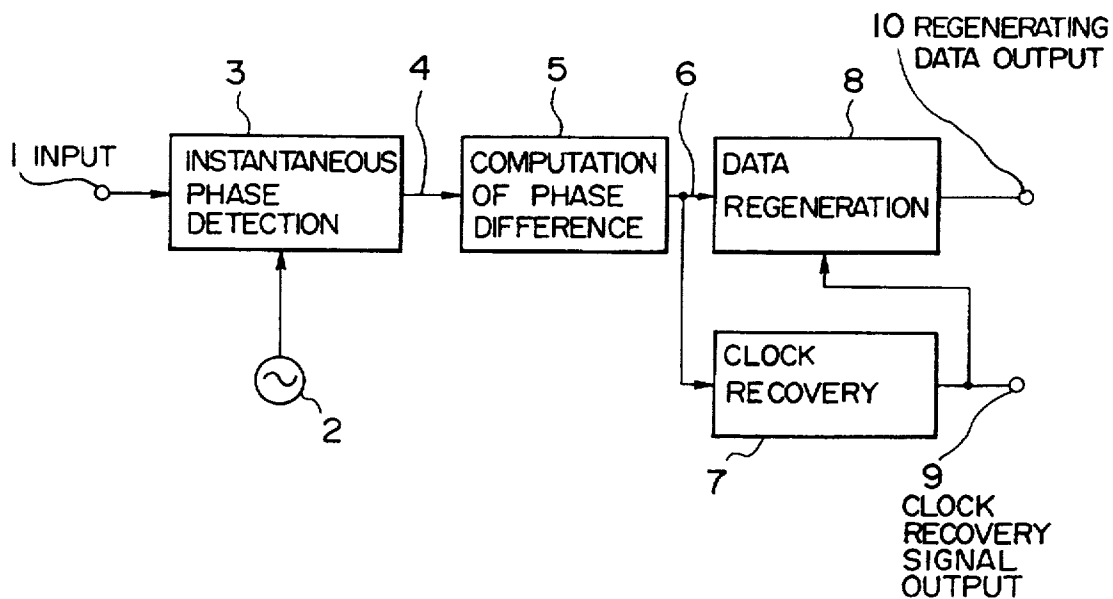 10 REGENERATING
DATA OUTPUT
3
4
5
6
8
1 INPUT
INSTANTANEOUS
PHASE
DETECTION
COMPUTATION
OF PHASE
DIFFERENCE
DATA
REGENERATION
2
CLOCK
RECOVERY
7
9
CLOCK
RECOVERY
SIGNAL
OUTPUT